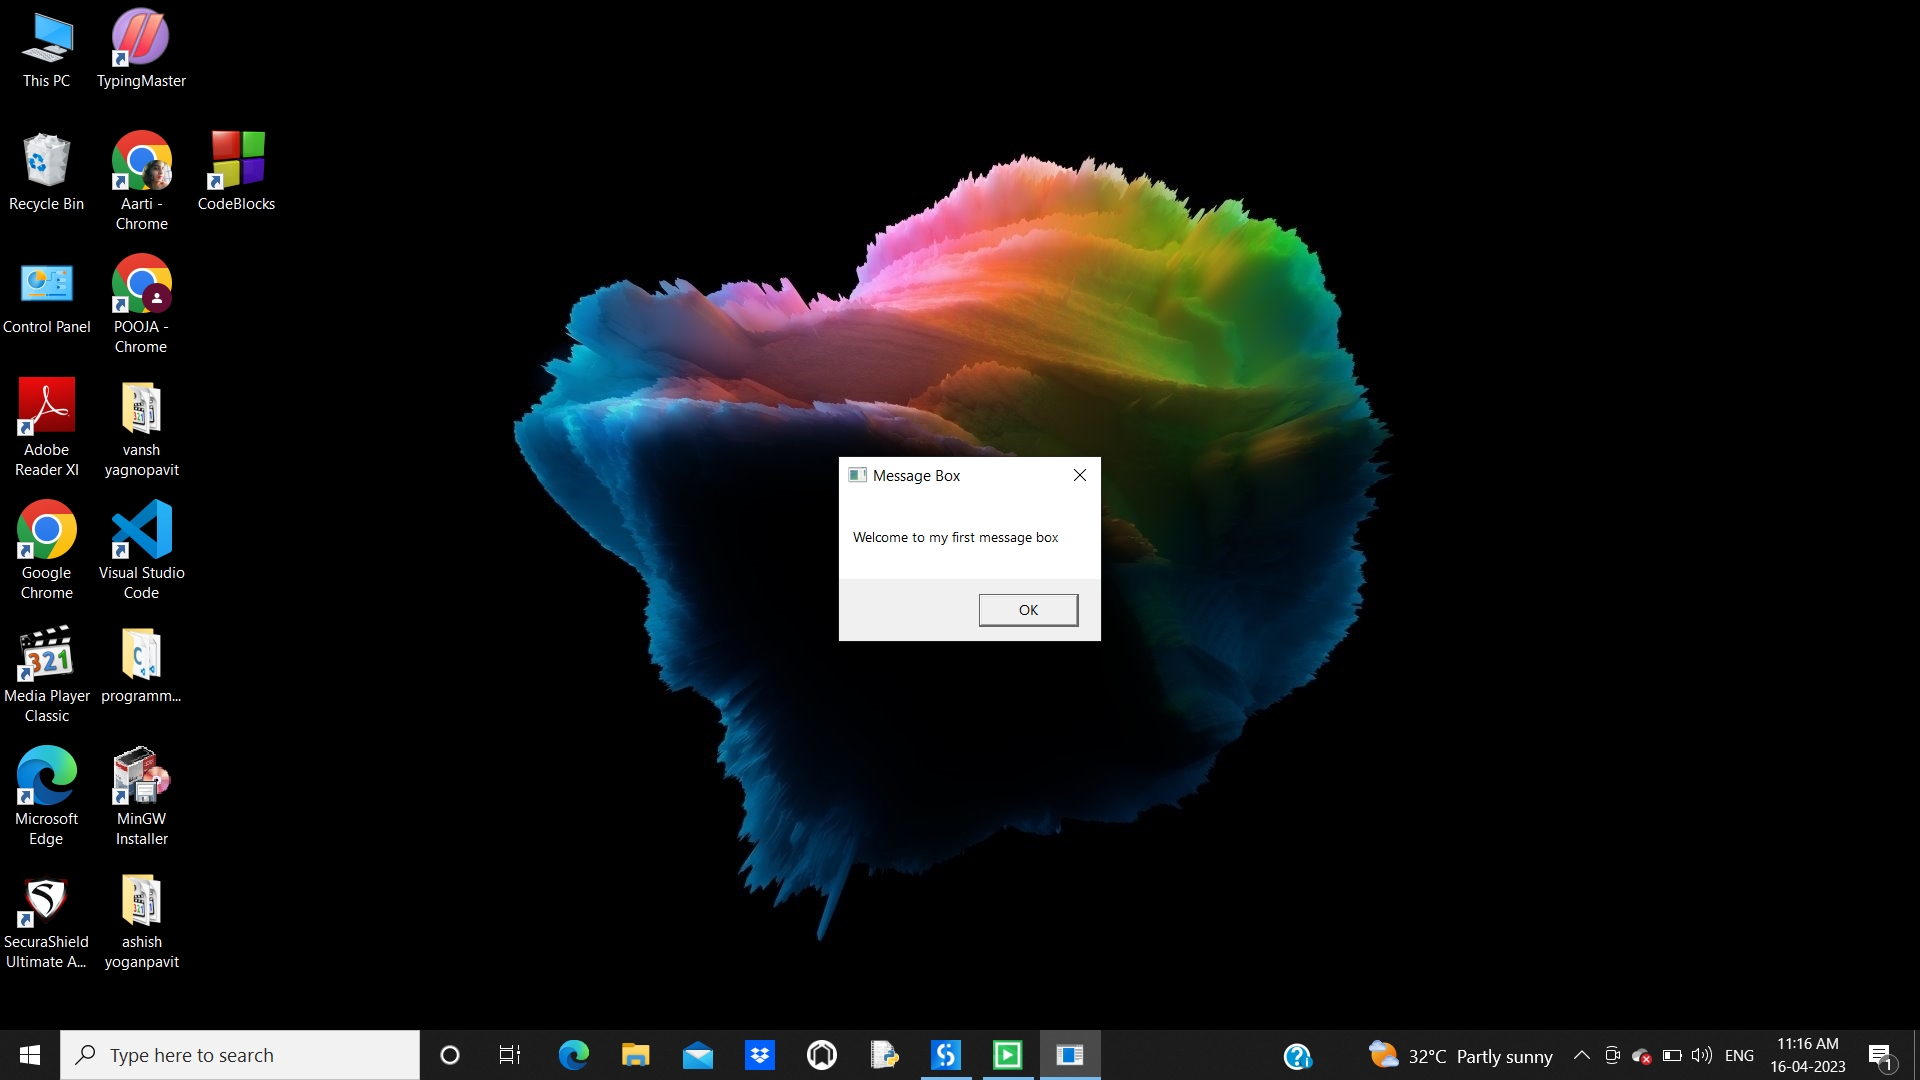 This PC
TypingMaster
Recycle Bin
Aarti -
Chrome
CodeBlocks
Control Panel
POOJA -
Chrome
Adobe
Reader XI
vansh
yagnopavit
Google
Chrome
Visual Studio
Code
Media Player
Classic
programm...
Microsoft
Edge
MinGW
Installer
SecuraShield
Ultimate A...
ashish
yoganpavit
Message Box
Welcome to my first message box
OK
Type here to search
32°C Partly sunny
ENG
11:16 AM
16-04-2023
1